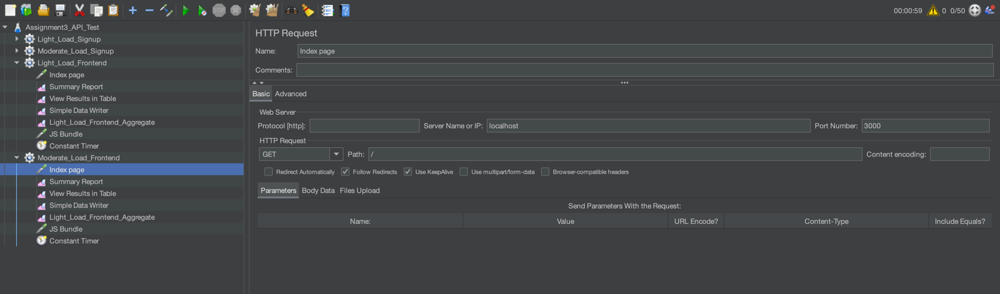 00:00:59 0 0/50
Assignment3_API_Test
Light_Load_Signup
Moderate_Load_Signup
Light_Load_Frontend
Index page
Summary Report
View Results in Table
Simple Data Writer
Light_Load_Frontend_Aggregate
JS Bundle
Constant Timer
Moderate_Load_Frontend
Index page
Summary Report
View Results in Table
Simple Data Writer
Light_Load_Frontend_Aggregate
JS Bundle
Constant Timer
HTTP Request
Name: Index page
Comments:
Basic Advanced
Web Server
Protocol [http]: Server Name or IP: localhost Port Number: 3000
HTTP Request
GET Path: / Content encoding:
Redirect Automatically Follow Redirects Use KeepAlive Use multipart/form-data Browser-compatible headers
Parameters Body Data Files Upload
Send Parameters With the Request:
Name: Value URL Encode? Content-Type Include Equals?